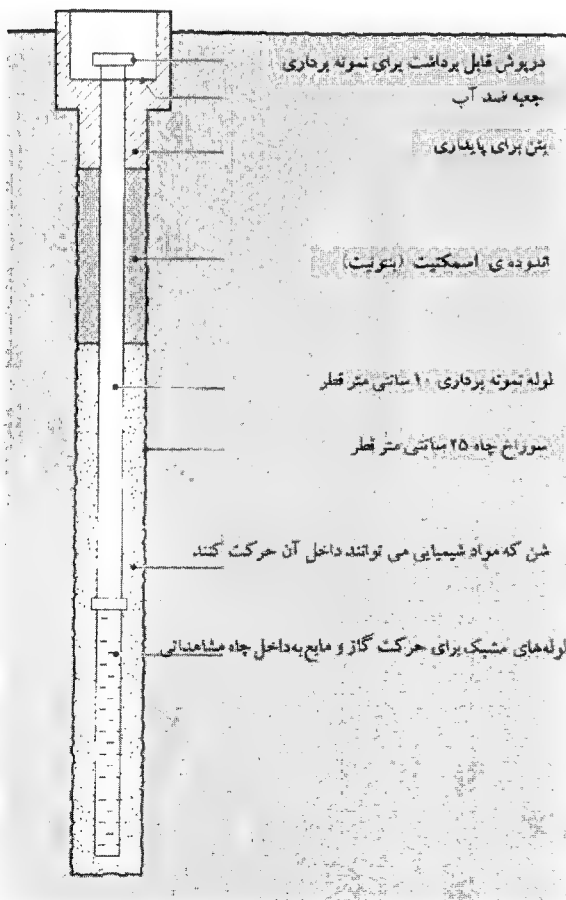 درپوش قابل برداشت برای نمونه برداری
جعبه ضد آب
بتن برای پایداری
اندوده ی اسمکتیت (بنتونیت)
لوله نمونه برداری ۱۰ سانتی متر قطر
سوراخ چاه ۲۵ سانتی متر قطر
شن که مواد شیمیایی می توانند داخل آن حرکت کنند
لوله‌های مشبک برای حرکت گاز و مایع به داخل چاه مشاهداتی